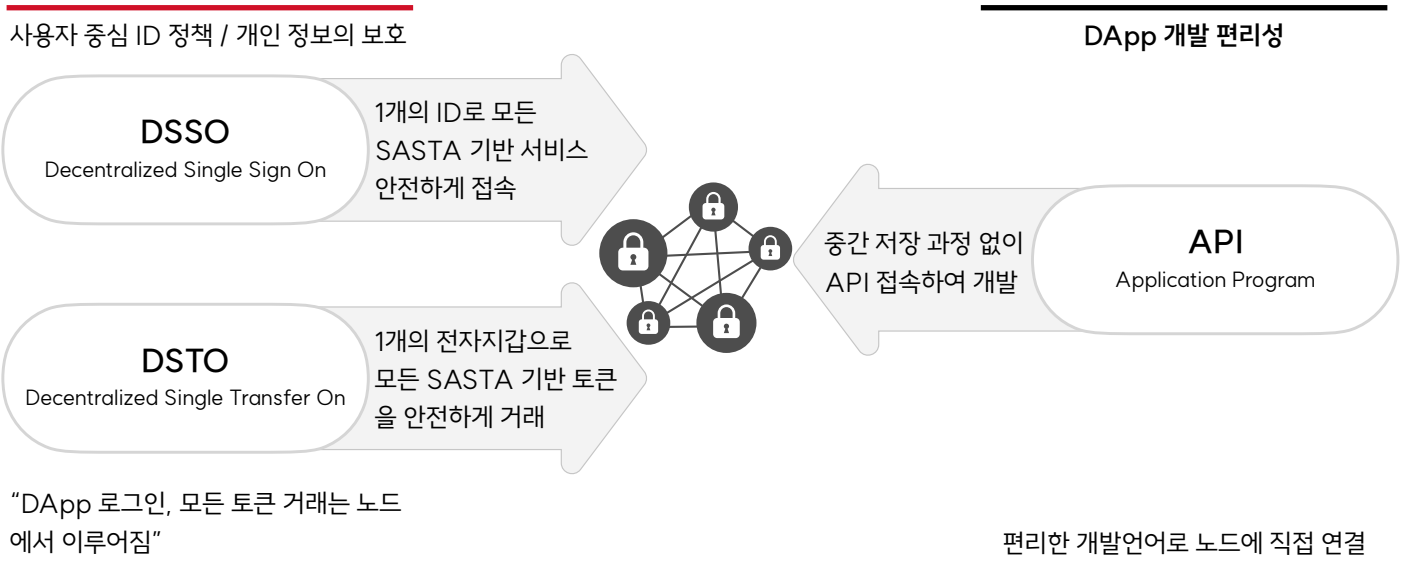 사용자 중심 ID 정책 / 개인 정보의 보호
DSSO
Decentralized Single Sign On
1개의 ID로 모든
SASTA 기반 서비스
안전하게 접속
DSTO
Decentralized Single Transfer On
1개의 전자지갑으로
모든 SASTA 기반 토큰
을 안전하게 거래
“DApp 로그인, 모든 토큰 거래는 노드
에서 이루어짐”
DApp 개발 편리성
중간 저장 과정 없이
API 접속하여 개발
API
Application Program
편리한 개발언어로 노드에 직접 연결